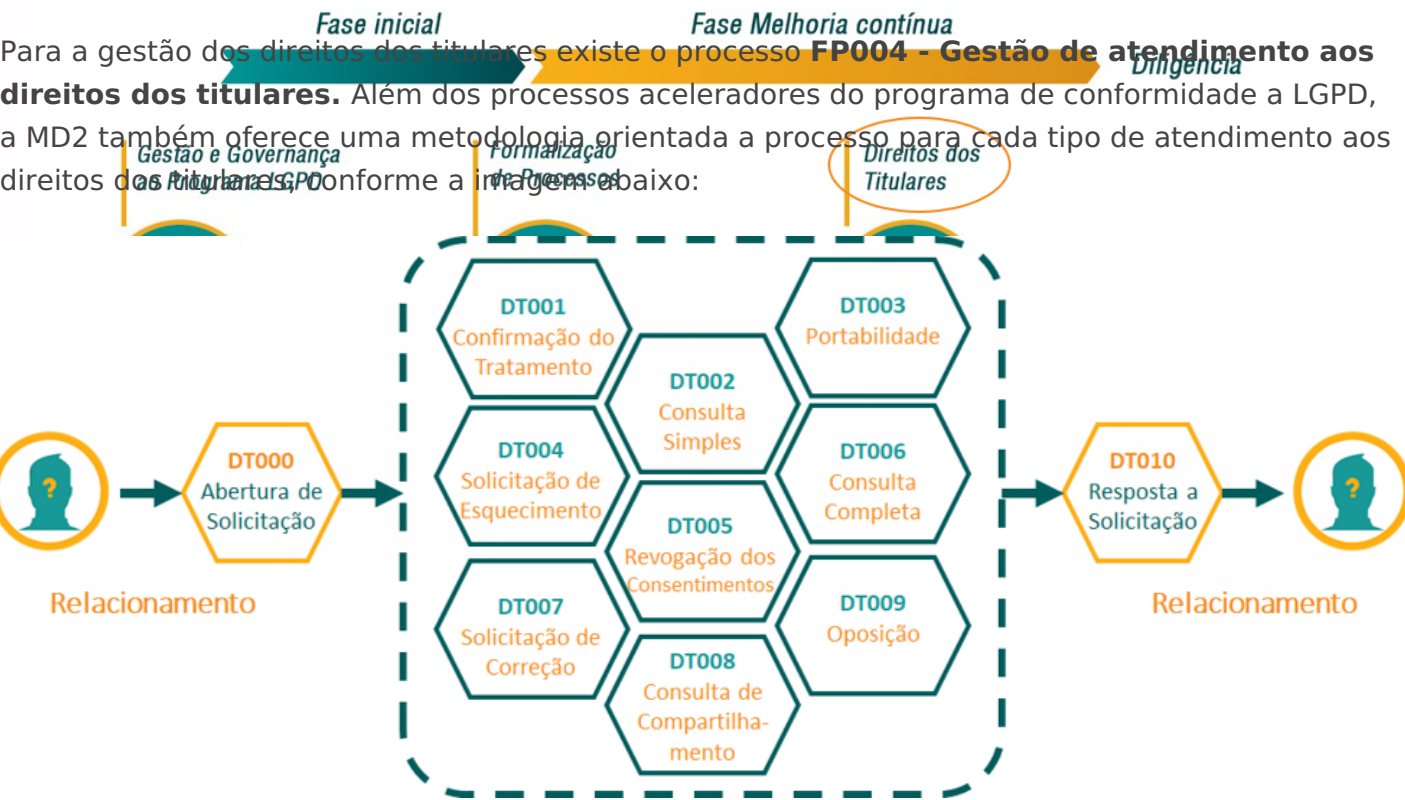 Fase inicial
Fase Melhoria contínua
Para a gestão dos direitos dos titulares existe o processo FP004 - Gestão de atendimento aos
Diligência
direitos dos titulares. Além dos processos aceleradores do programa de conformidade a LGPD,
a MD2 também oferece uma metodologia orientada a processo para cada tipo de atendimento aos
direitos dos titulares, conforme a imagem abaixo:
Gestão e Governança
ao Programa LGPD
Formalização
de Processos
Direitos dos
Titulares
?
Relacionamento
DT000
Abertura de
Solicitação
DT001
Confirmação do
Tratamento
DT002
Consulta
Simples
DT003
Portabilidade
DT004
Solicitação de
Esquecimento
DT005
Revogação dos
Consentimentos
DT006
Consulta
Completa
DT007
Solicitação de
Correção
DT008
Consulta de
Compartilha-
mento
DT009
Oposição
DT010
Resposta a
Solicitação
?
Relacionamento